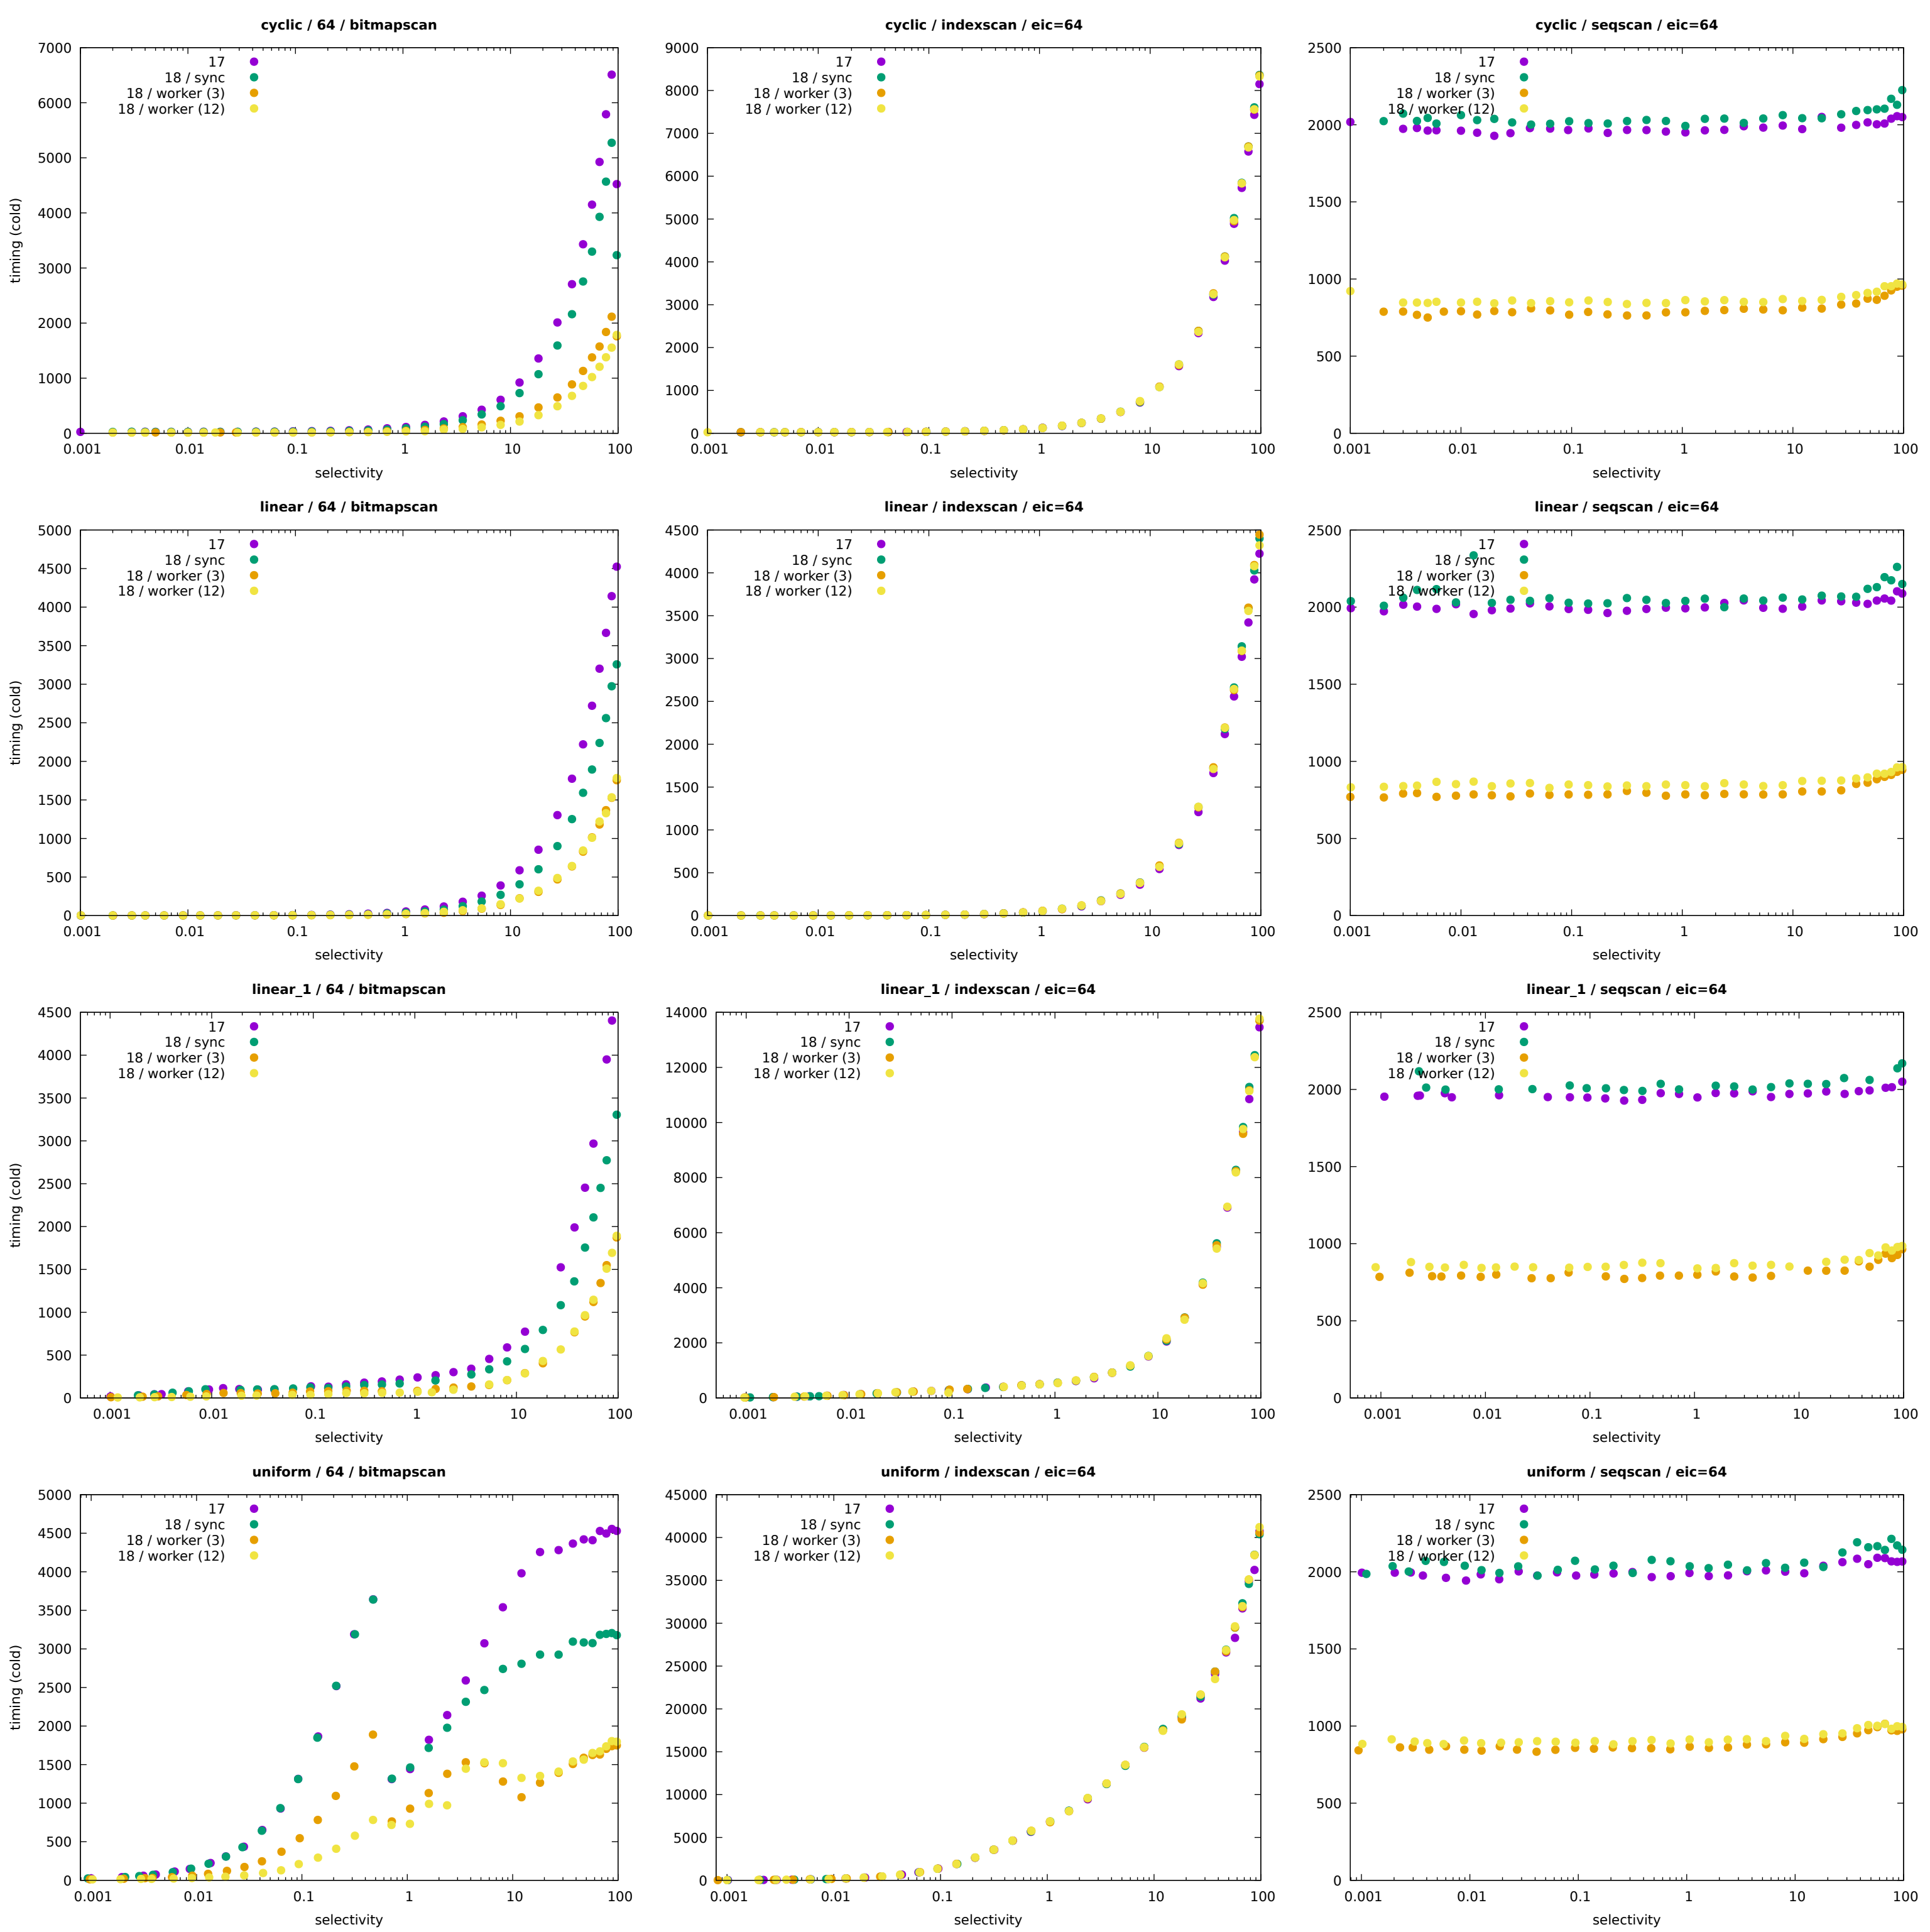 cyclic / 64 / bitmapscan
7000
6000
5000
4000
3000
2000
1000
0
0.001 0.01 0.1 1 10 100
timing (cold)
selectivity
17
18 / sync
18 / worker (3)
18 / worker (12)
cyclic / indexscan / eic=64
9000
8000
7000
6000
5000
4000
3000
2000
1000
0
0.001 0.01 0.1 1 10 100
selectivity
17
18 / sync
18 / worker (3)
18 / worker (12)
cyclic / seqscan / eic=64
2500
2000
1500
1000
500
0
0.001 0.01 0.1 1 10 100
selectivity
17
18 / sync
18 / worker (3)
18 / worker (12)
linear / 64 / bitmapscan
5000
4500
4000
3500
3000
2500
2000
1500
1000
500
0
0.001 0.01 0.1 1 10 100
timing (cold)
selectivity
17
18 / sync
18 / worker (3)
18 / worker (12)
linear / indexscan / eic=64
4500
4000
3500
3000
2500
2000
1500
1000
500
0
0.001 0.01 0.1 1 10 100
selectivity
17
18 / sync
18 / worker (3)
18 / worker (12)
linear / seqscan / eic=64
2500
2000
1500
1000
500
0
0.001 0.01 0.1 1 10 100
selectivity
17
18 / sync
18 / worker (3)
18 / worker (12)
linear_1 / 64 / bitmapscan
4500
4000
3500
3000
2500
2000
1500
1000
500
0
0.001 0.01 0.1 1 10 100
timing (cold)
selectivity
17
18 / sync
18 / worker (3)
18 / worker (12)
linear_1 / indexscan / eic=64
14000
12000
10000
8000
6000
4000
2000
0
0.001 0.01 0.1 1 10 100
selectivity
17
18 / sync
18 / worker (3)
18 / worker (12)
linear_1 / seqscan / eic=64
2500
2000
1500
1000
500
0
0.001 0.01 0.1 1 10 100
selectivity
17
18 / sync
18 / worker (3)
18 / worker (12)
uniform / 64 / bitmapscan
5000
4500
4000
3500
3000
2500
2000
1500
1000
500
0
0.001 0.01 0.1 1 10 100
timing (cold)
selectivity
17
18 / sync
18 / worker (3)
18 / worker (12)
uniform / indexscan / eic=64
45000
40000
35000
30000
25000
20000
15000
10000
5000
0
0.001 0.01 0.1 1 10 100
selectivity
17
18 / sync
18 / worker (3)
18 / worker (12)
uniform / seqscan / eic=64
2500
2000
1500
1000
500
0
0.001 0.01 0.1 1 10 100
selectivity
17
18 / sync
18 / worker (3)
18 / worker (12)